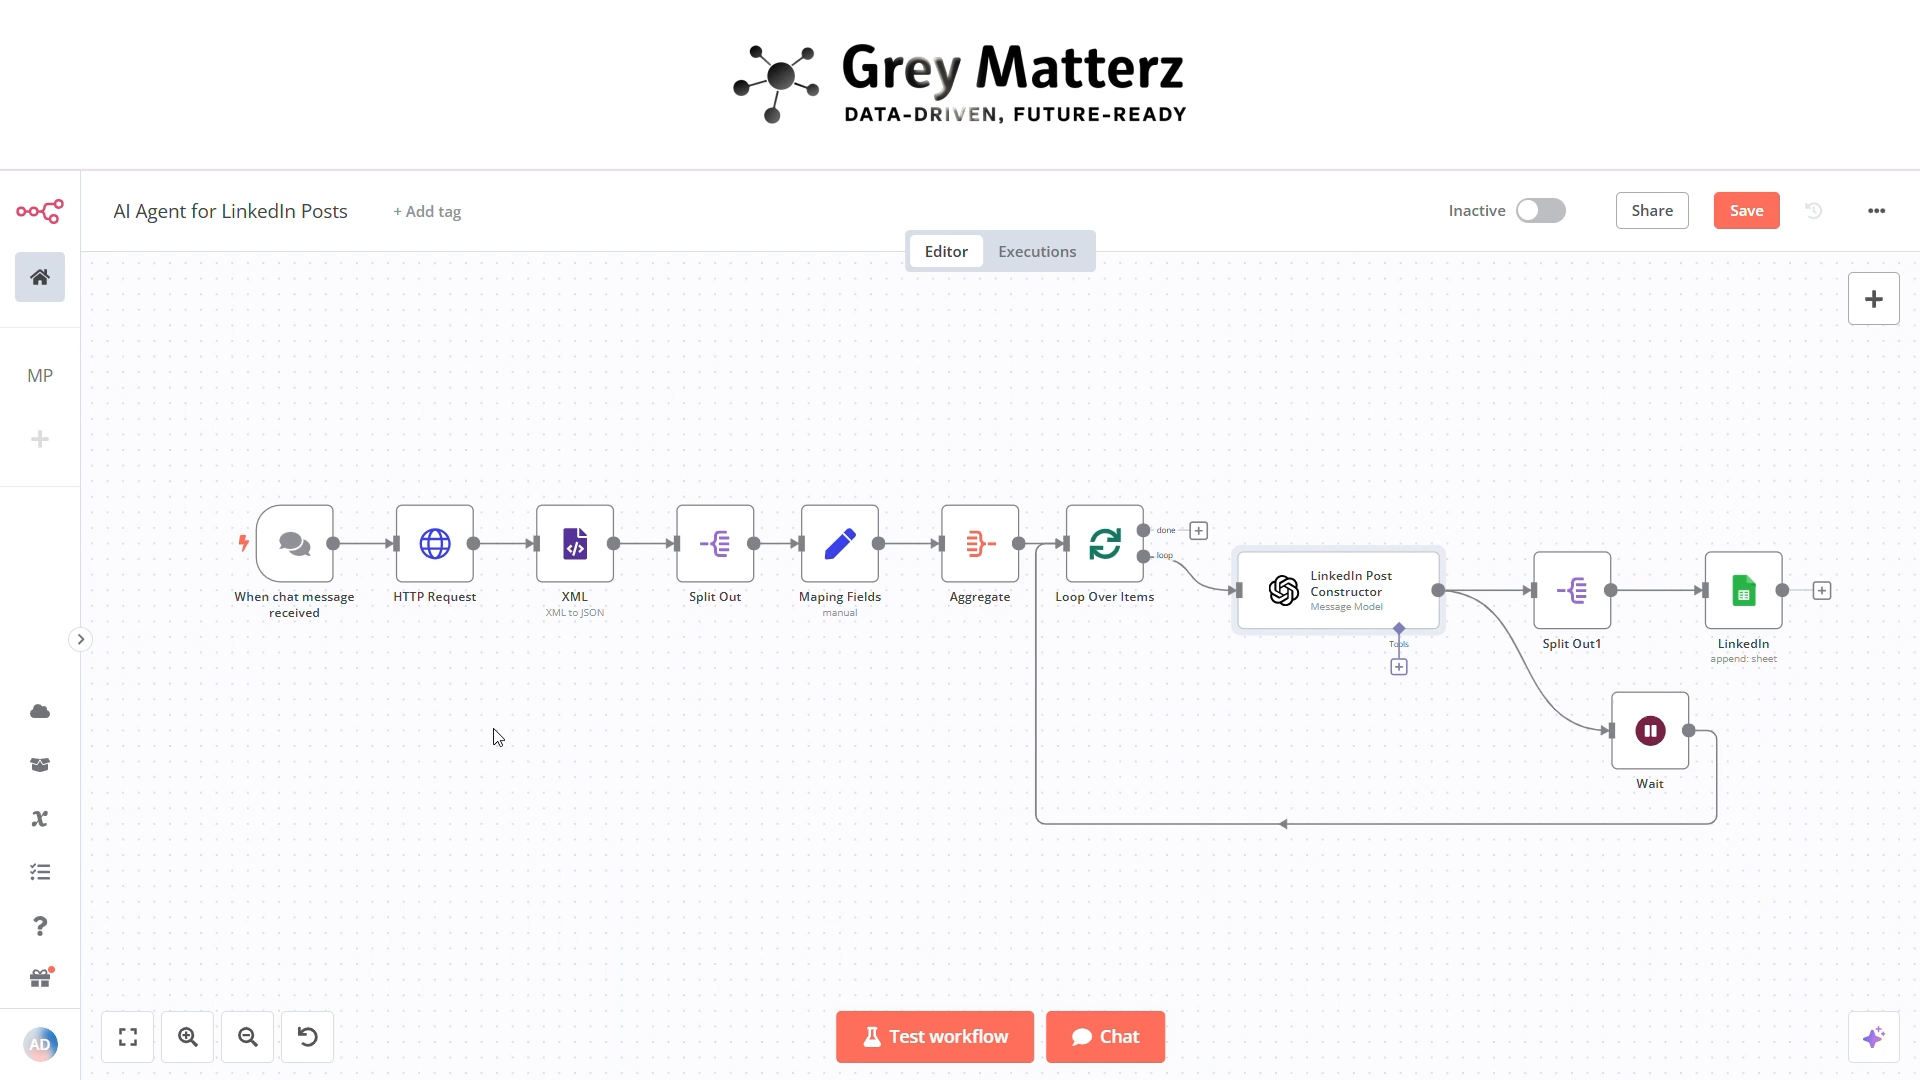 Grey Matterz
DATA-DRIVEN, FUTURE-READY
AI Agent for LinkedIn Posts
+ Add tag
Inactive
Share
Save
Editor
Executions
MP
done
loop
LinkedIn Post
Constructor
Message Model
When chat message
received
HTTP Request
XML
XML to JSON
Split Out
Maping Fields
manual
Aggregate
Loop Over Items
Tools
Split Out1
LinkedIn
append: sheet
Wait
AD
Test workflow
Chat